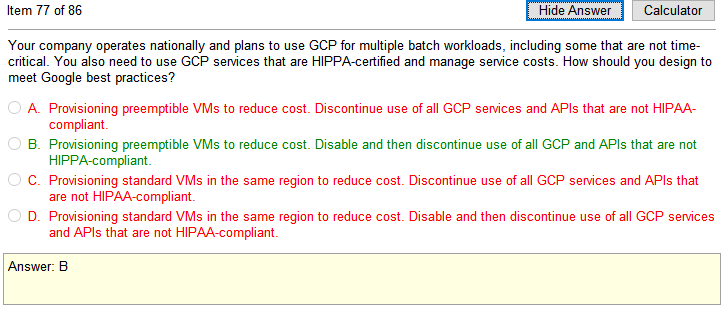 Item 77 of 86
Hide Answer
Calculator
Your company operates nationally and plans to use GCP for multiple batch workloads, including some that are not time-
critical. You also need to use GCP services that are HIPPA-certified and manage service costs. How should you design to
meet Google best practices?
A. Provisioning preemptible VMs to reduce cost. Discontinue use of all GCP services and APIs that are not HIPAA-
compliant.
B. Provisioning preemptible VMs to reduce cost. Disable and then discontinue use of all GCP and APIs that are not
HIPPA-compliant.
C. Provisioning standard VMs in the same region to reduce cost. Discontinue use of all GCP services and APIs that
are not HIPAA-compliant.
D. Provisioning standard VMs in the same region to reduce cost. Disable and then discontinue use of all GCP services
and APIs that are not HIPAA-compliant.
Answer: B